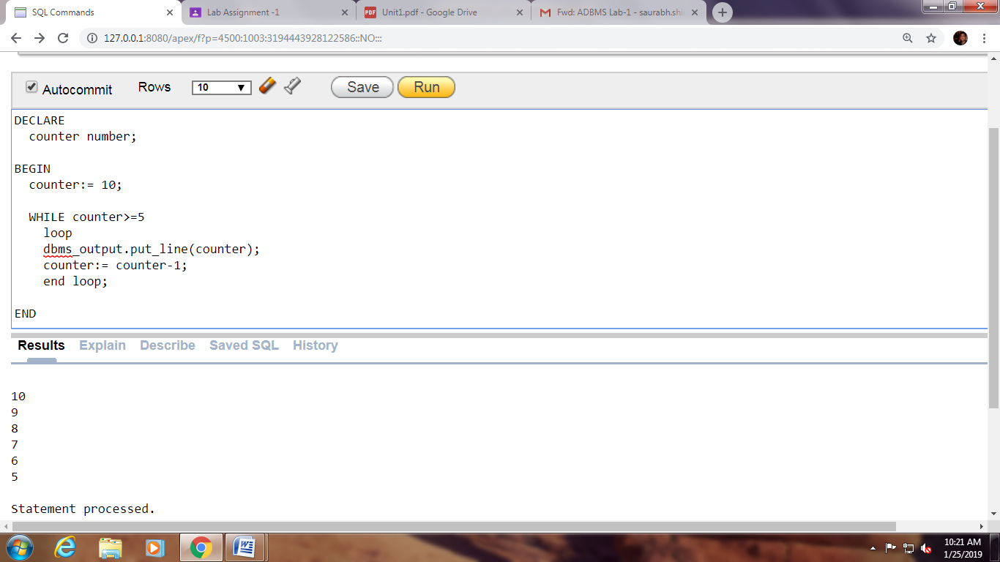 SQL Commands
Lab Assignment -1
PDF
Unit1.pdf - Google Drive
Fwd: ADBMS Lab-1 - saurabh.shi
127.0.0.1:8080/apex/f?p=4500:1003:3194443928122586::NO:::
Autocommit Rows 10 Save Run
DECLARE
  counter number;
BEGIN
  counter:= 10;
  WHILE counter>=5
    loop
    dbms_output.put_line(counter);
    counter:= counter-1;
    end loop;
END
Results Explain Describe Saved SQL History
10
9
8
7
6
5
Statement processed.
10:21 AM
1/25/2019